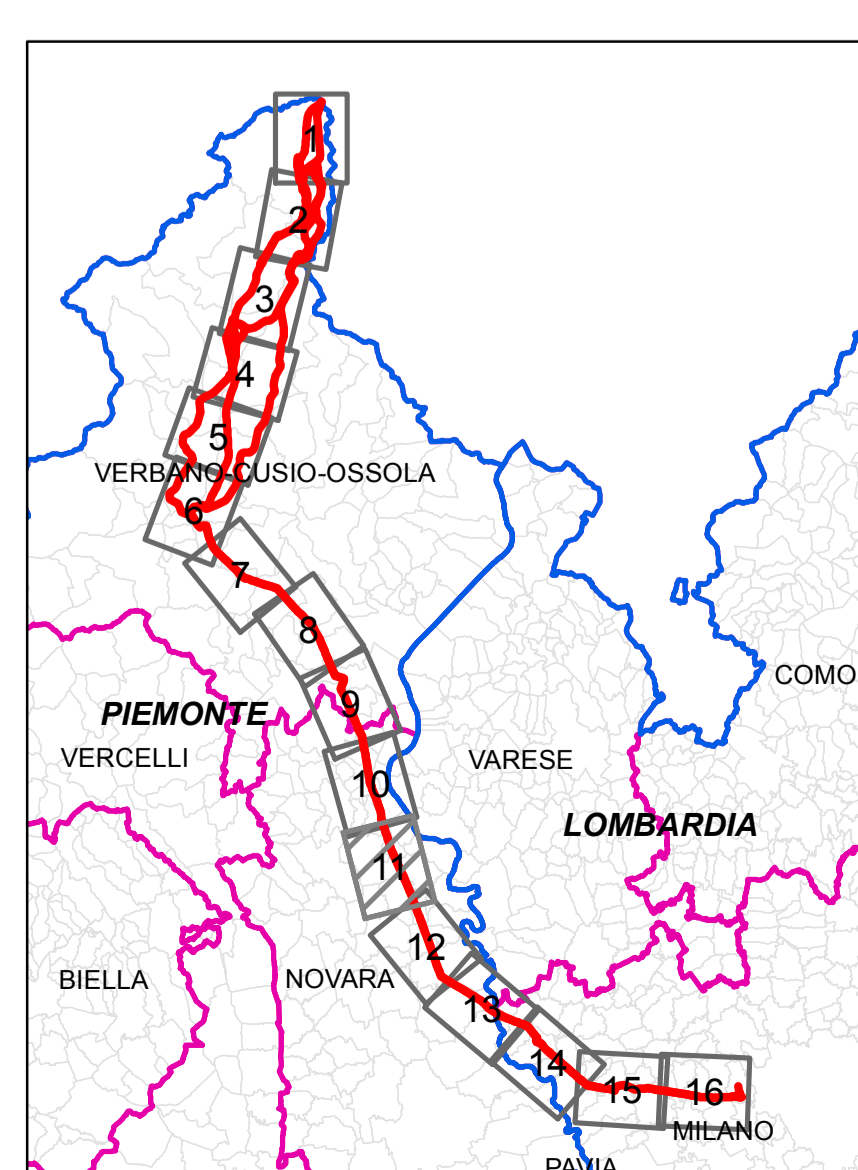 1
2
3
4
5
VERBANO-CUSIO-OSSOLA
6
7
8
COMO
9
PIEMONTE
VERCELLI
VARESE
10
LOMBARDIA
11
12
BIELLA
NOVARA
13
14
15
16
MILANO
PAVIA